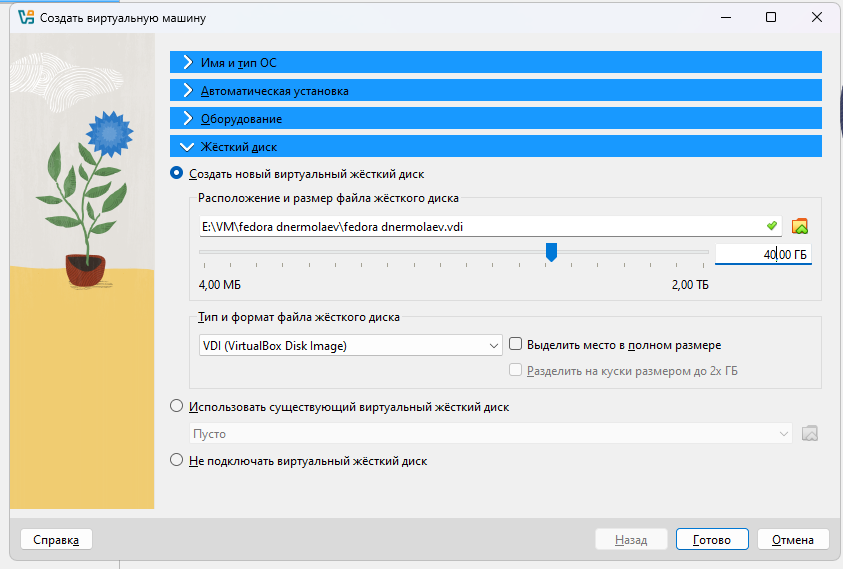 Создать виртуальную машину
Имя и тип ОС
Автоматическая установка
Оборудование
Жёсткий диск
Создать новый виртуальный жёсткий диск
Расположение и размер файла жёсткого диска
E:\VM\fedora dnermolaev\fedora dnermolaev.vdi
40,00 ГБ
4,00 МБ 2,00 ТБ
Тип и формат файла жёсткого диска
VDI (VirtualBox Disk Image) Выделить место в полном размере
Разделить на куски размером до 2х ГБ
Использовать существующий виртуальный жёсткий диск
Пусто
Не подключать виртуальный жёсткий диск
Справка Назад Готово Отмена